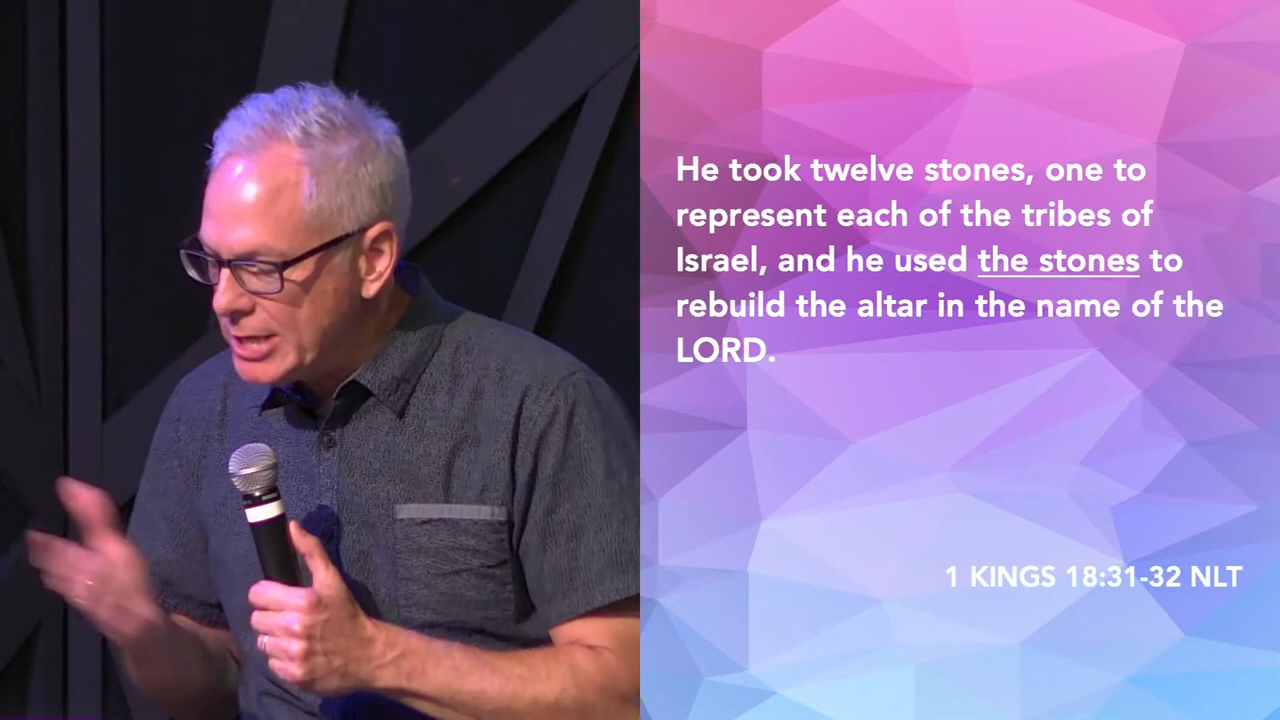 He took twelve stones, one to
represent each of the tribes of
Israel, and he used the stones to
rebuild the altar in the name of the
LORD.
1 KINGS 18:31-32 NLT